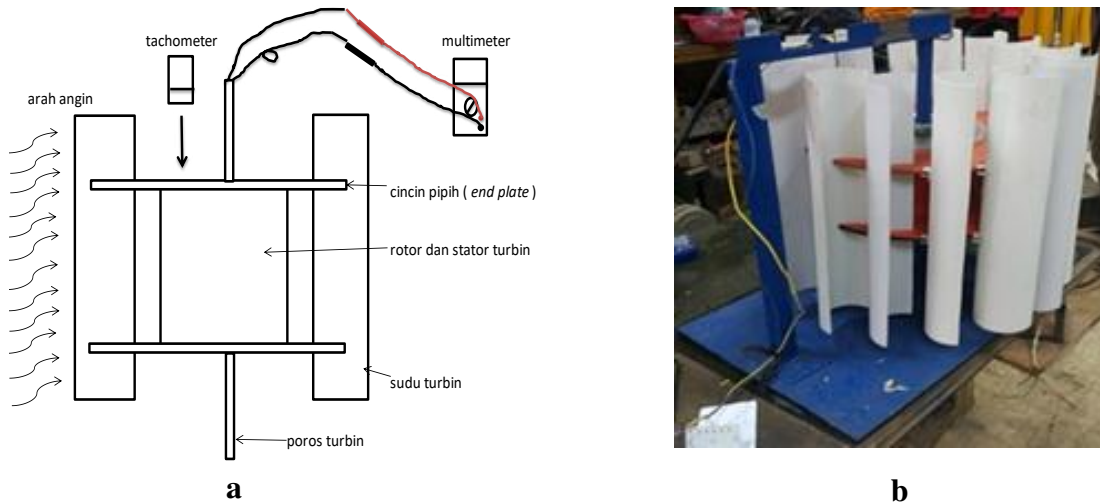 tachometer
multimeter
arah angin
cincin pipih ( end plate )
rotor dan stator turbin
sudu turbin
poros turbin
a
b